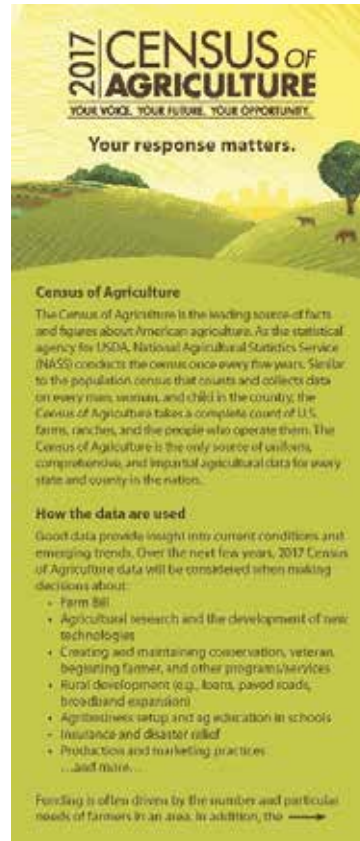 2017
CENSUS OF
AGRICULTURE
YOUR VOICE. YOUR FUTURE. YOUR OPPORTUNITY.
Your response matters.
Census of Agriculture
The Census of Agriculture is the leading source of facts
and figures about American agriculture. As the statistical
agency for USDA, National Agricultural Statistics Service
(NASS) conducts the census once every five years. Similar
to the population census that counts and collects data
on every man, woman, and child in the country, the
Census of Agriculture takes a complete count of U.S.
farms, ranches, and the people who operate them. The
Census of Agriculture is the only source of uniform,
comprehensive, and impartial agricultural data for every
state and county in the nation.
How the data are used
Good data provide insight into current conditions and
emerging trends. Over the next few years, 2017 Census
of Agriculture data will be considered when making
decisions about:
• Farm Bill
• Agricultural research and the development of new
technologies
• Creating and maintaining conservation, veteran,
beginning farmer, and other programs/services
• Rural development (e.g., loans, paved roads,
broadband expansion)
• Agribusiness setup and ag education in schools
• Insurance and disaster relief
• Production and marketing practices
…and more…
Funding is often driven by the number and particular
needs of farmers in an area. In addition, the